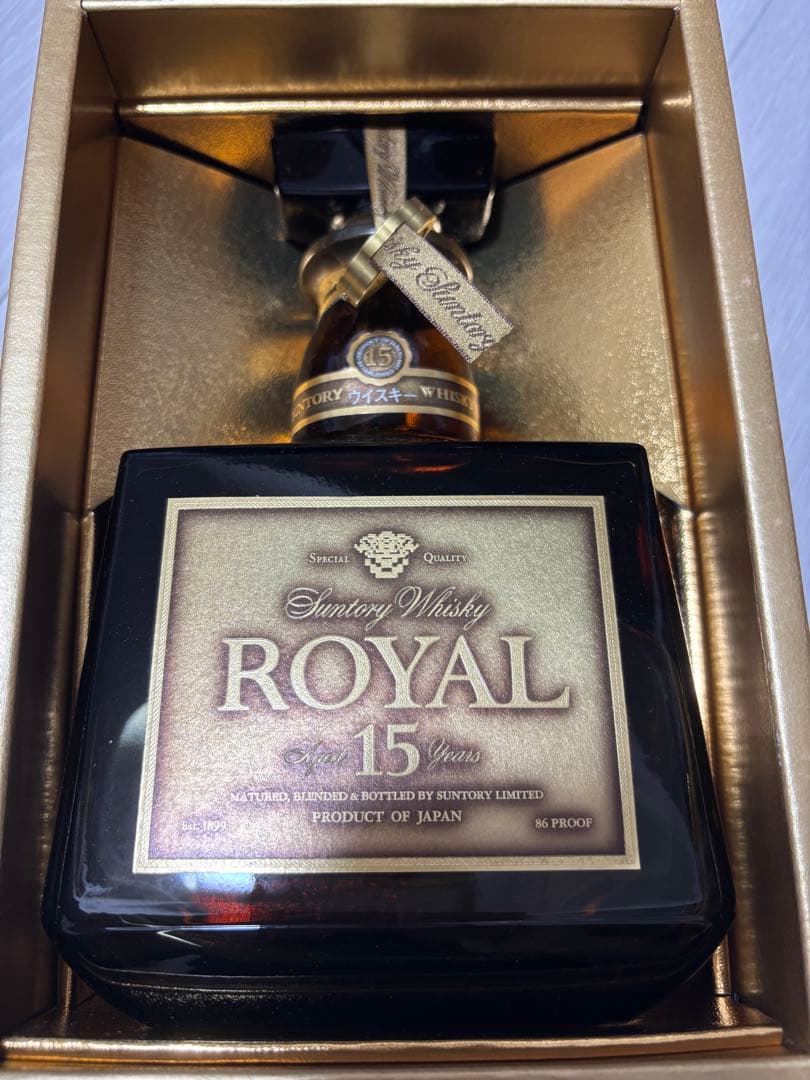 Suntory
15
SUNTORY ウイスキー WHISKY
SPECIAL QUALITY
Suntory Whisky
ROYAL
Aged 15 Years
MATURED, BLENDED & BOTTLED BY SUNTORY LIMITED
PRODUCT OF JAPAN
Est. 1899
86 PROOF